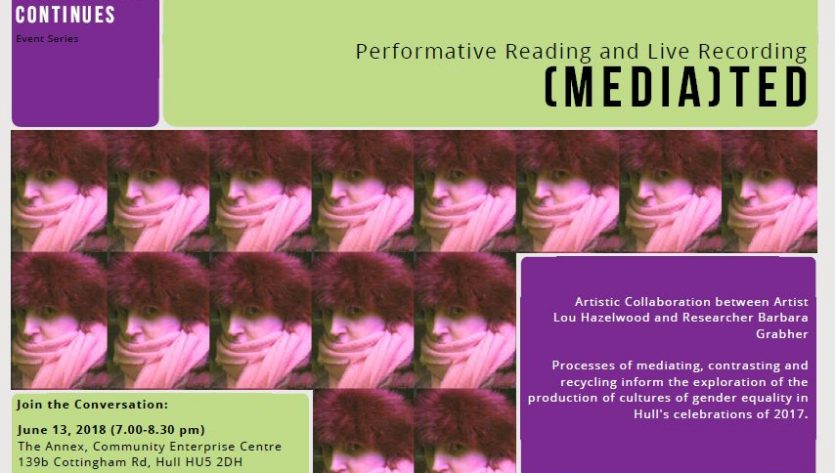 CONTINUES
Event Series
Performative Reading and Live Recording
(MEDIA)TED
Artistic Collaboration between Artist
Lou Hazelwood and Researcher Barbara
Grabher
Processes of mediating, contrasting and
recycling inform the exploration of the
production of cultures of gender equality in
Hull's celebrations of 2017.
Join the Conversation:
June 13, 2018 (7.00-8.30 pm)
The Annex, Community Enterprise Centre
139b Cottingham Rd, Hull HU5 2DH